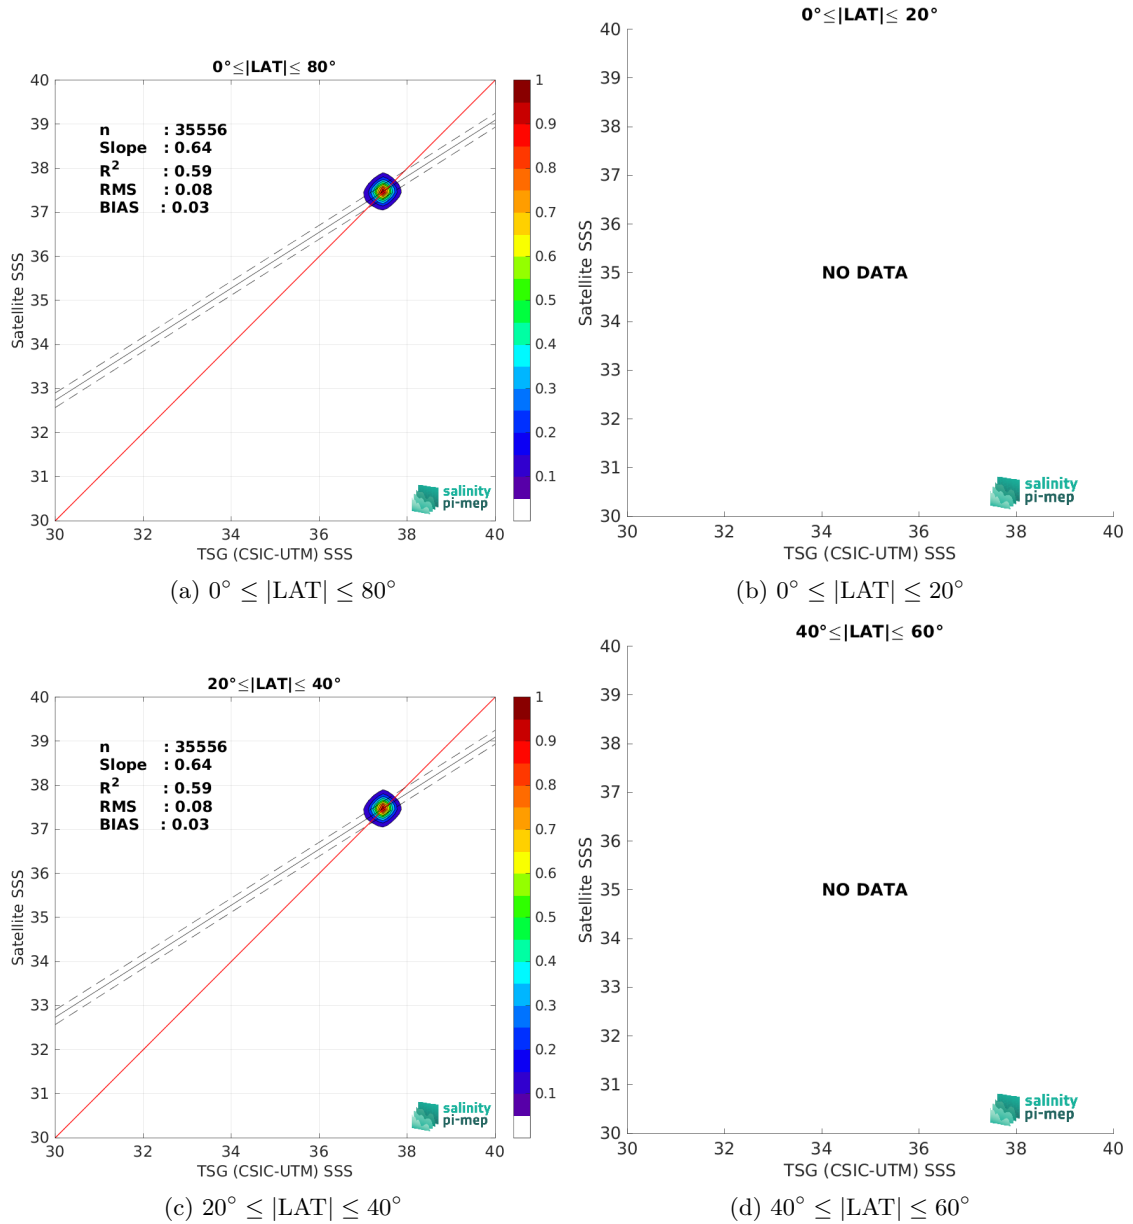 0°≤|LAT|≤ 80°
40
39
38
37
36
35
34
33
32
31
30
Satellite SSS
n : 35556
Slope : 0.64
R² : 0.59
RMS : 0.08
BIAS : 0.03
30 32 34 36 38 40
TSG (CSIC-UTM) SSS
1
0.9
0.8
0.7
0.6
0.5
0.4
0.3
0.2
0.1
salinity
pi-mep
(a) 0° ≤ |LAT| ≤ 80°
0°≤|LAT|≤ 20°
40
39
38
37
36
35
34
33
32
31
30
Satellite SSS
NO DATA
salinity
pi-mep
30 32 34 36 38 40
TSG (CSIC-UTM) SSS
(b) 0° ≤ |LAT| ≤ 20°
20°≤|LAT|≤ 40°
40
39
38
37
36
35
34
33
32
31
30
Satellite SSS
n : 35556
Slope : 0.64
R² : 0.59
RMS : 0.08
BIAS : 0.03
30 32 34 36 38 40
TSG (CSIC-UTM) SSS
1
0.9
0.8
0.7
0.6
0.5
0.4
0.3
0.2
0.1
salinity
pi-mep
(c) 20° ≤ |LAT| ≤ 40°
40°≤|LAT|≤ 60°
40
39
38
37
36
35
34
33
32
31
30
Satellite SSS
NO DATA
salinity
pi-mep
30 32 34 36 38 40
TSG (CSIC-UTM) SSS
(d) 40° ≤ |LAT| ≤ 60°